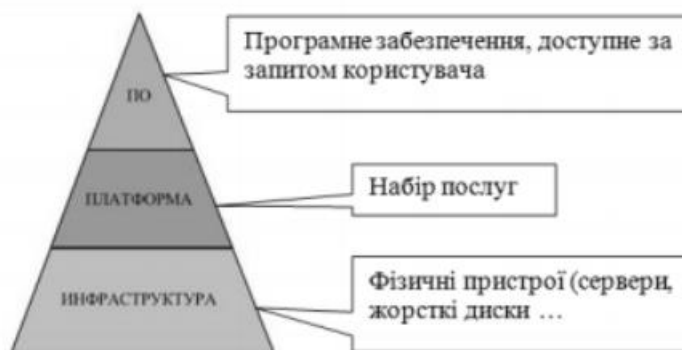 Програмне забезпечення, доступне за
запитом користувача
ПО
ПЛАТФОРМА
Набір послуг
ИНФРАСТРУКТУРА
Фізичні пристрої (сервери,
жорсткі диски ...